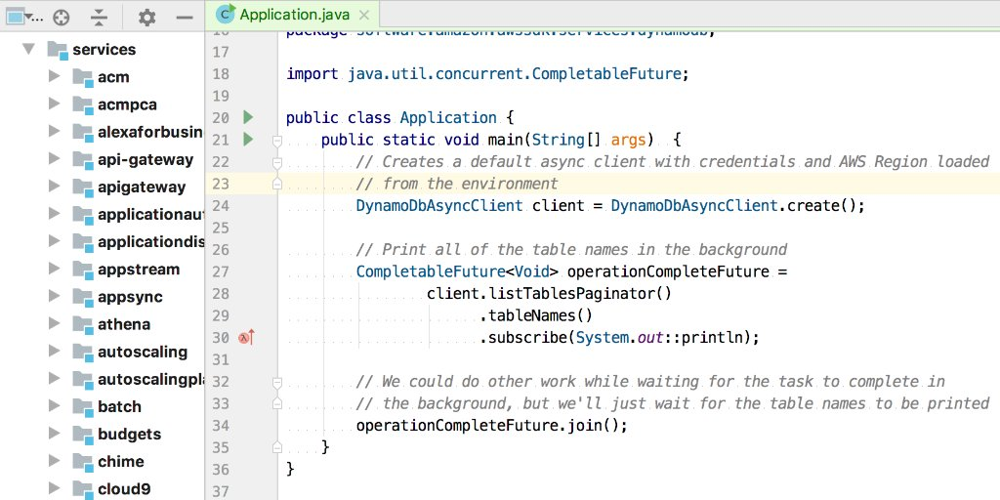 ...
Application.java
services
acm
acmpca
alexaforbusin
api-gateway
apigateway
applicationau
applicationdis
appstream
appsync
athena
autoscaling
autoscalingpl
batch
budgets
chime
cloud9
16 package software.amazon.awssdk.services.dynamodb;
17
18 import java.util.concurrent.CompletableFuture;
19
20 public class Application {
21 public static void main(String[] args) {
22 // Creates a default async client with credentials and AWS Region loaded
23 // from the environment
24 DynamoDbAsyncClient client = DynamoDbAsyncClient.create();
25
26 // Print all of the table names in the background
27 CompletableFuture<Void> operationCompleteFuture =
28 client.listTablesPaginator()
29 .tableNames()
30 .subscribe(System.out::println);
31
32 // We could do other work while waiting for the task to complete in
33 // the background, but we'll just wait for the table names to be printed
34 operationCompleteFuture.join();
35 }
36 }
37